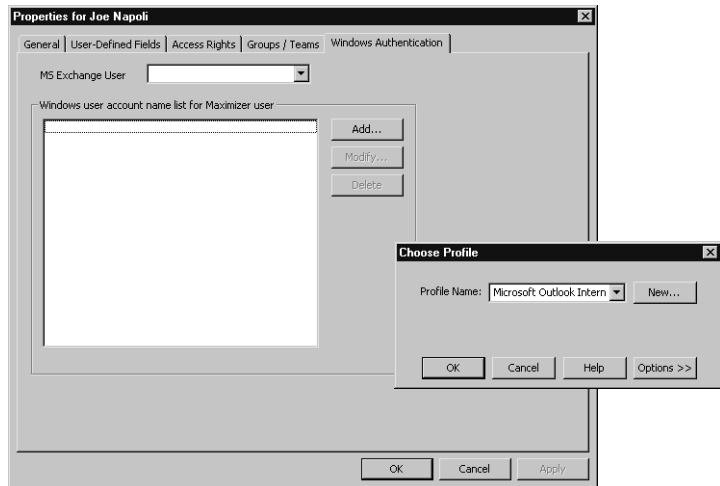 Properties for Joe Napoli
General
User-Defined Fields
Access Rights
Groups / Teams
Windows Authentication
MS Exchange User
Windows user account name list for Maximizer user
Add...
Modify...
Delete
Choose Profile
Profile Name:
Microsoft Outlook Intern
New...
OK
Cancel
Help
Options >>
OK
Cancel
Apply